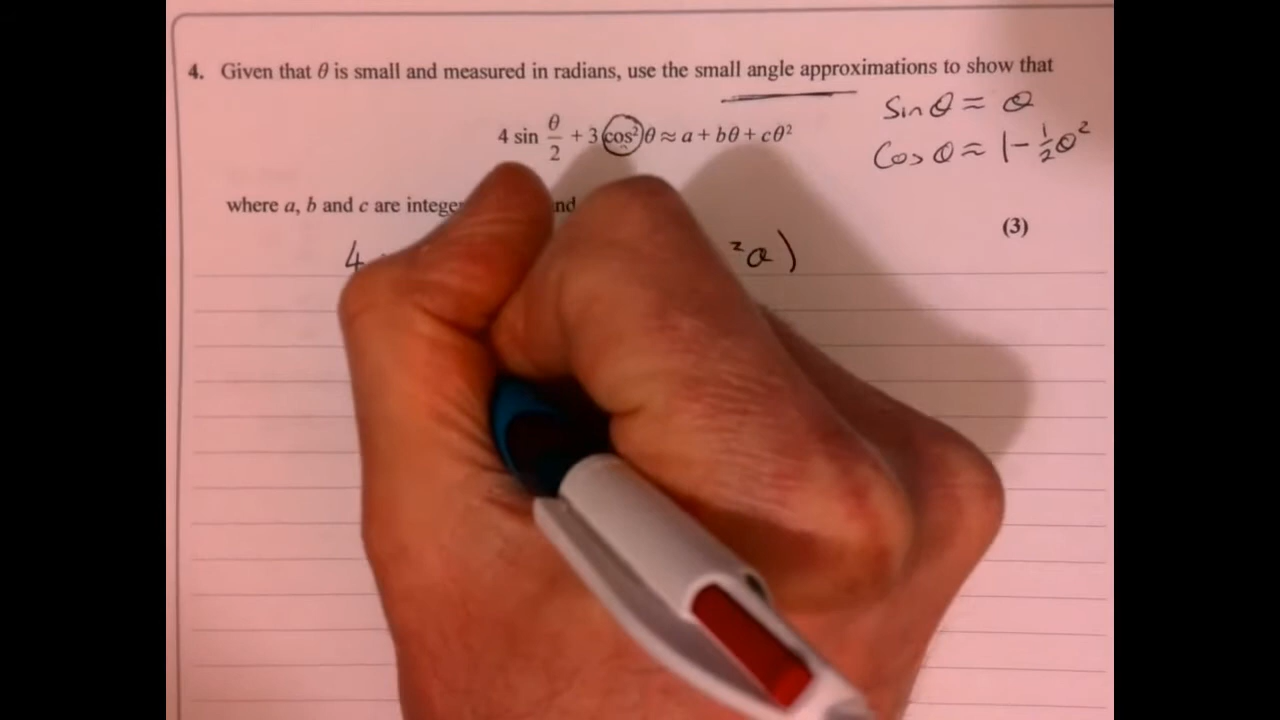 4. Given that θ is small and measured in radians, use the small angle approximations to show that
sin θ ≈ θ
4 sin θ/2 + 3 cos² θ ≈ a + bθ + cθ²
Cos θ ≈ 1 - ½θ²
where a, b and c are
(3)
4 ²θ)